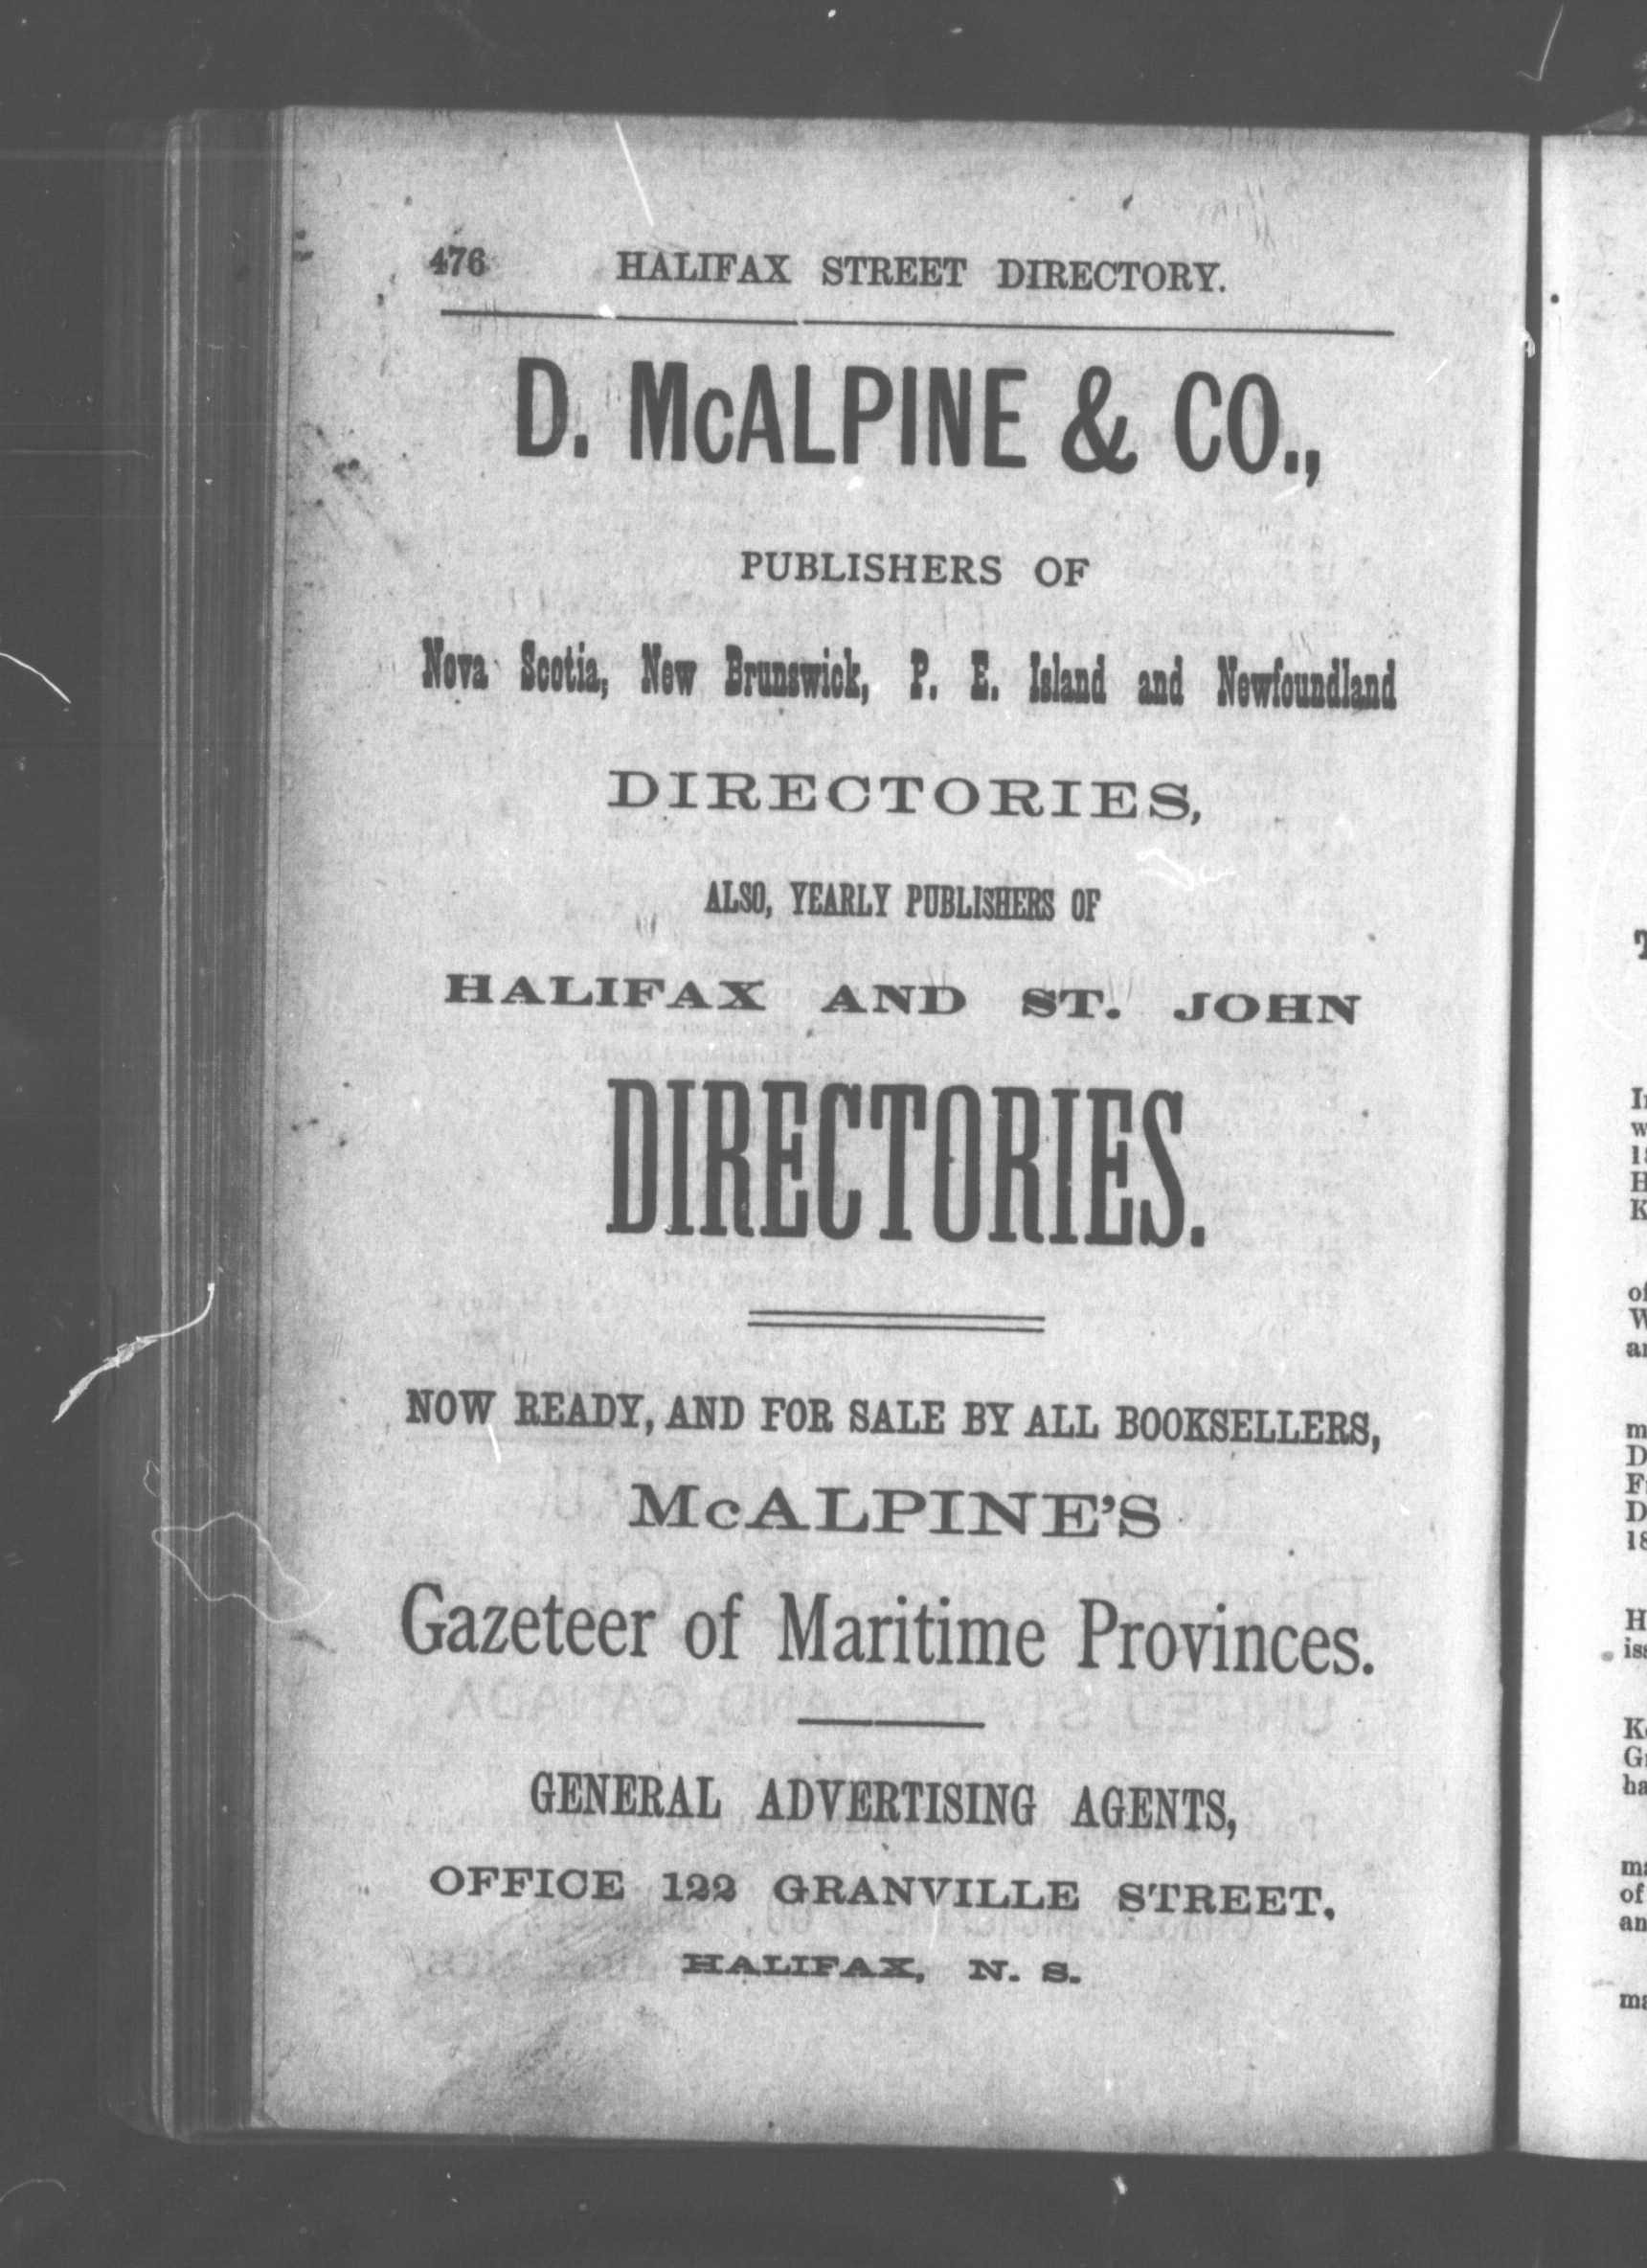 476 HALIFAX STREET DIRECTORY.
D. McALPINE & CO.,
PUBLISHERS OF
Nova Scotia, New Brunswick, P. E. Island and Newfoundland
DIRECTORIES,
ALSO, YEARLY PUBLISHERS OF
HALIFAX AND ST. JOHN
DIRECTORIES.
NOW READY, AND FOR SALE BY ALL BOOKSELLERS,
McALPINE'S
Gazeteer of Maritime Provinces.
GENERAL ADVERTISING AGENTS,
OFFICE 122 GRANVILLE STREET,
HALIFAX, N. S.